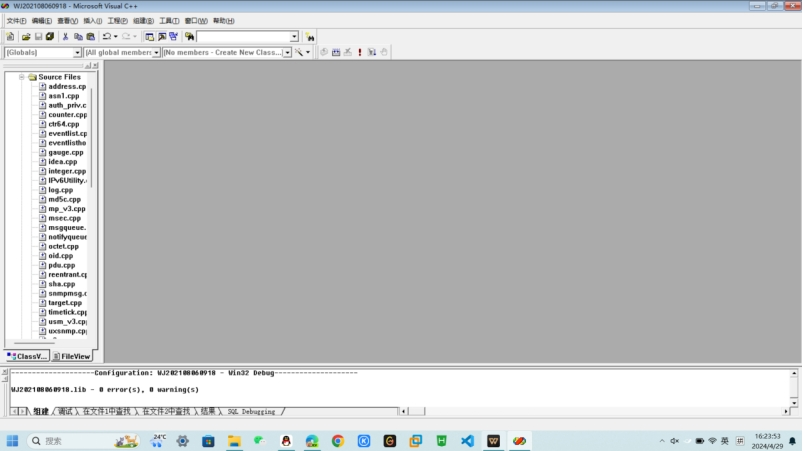 WJ202108060918 - Microsoft Visual C++
文件(F) 编辑(E) 查看(V) 插入(I) 工程(P) 组建(B) 工具(T) 窗口(W) 帮助(H)
(Globals) (All global members (No members - Create New Class...
Source Files
address.cp
asn1.cpp
auth_priv.c
counter.cpp
ctr64.cpp
eventlist.cp
eventlistho
gauge.cpp
idea.cpp
integer.cpp
IPv6Utility.
log.cpp
md5c.cpp
mp_v3.cpp
msec.cpp
msgqueue.
notifyqueue
octet.cpp
oid.cpp
pdu.cpp
reentrant.cp
sha.cpp
snmpmsg.c
target.cpp
timetick.cpp
usm_v3.cp
uxsnmp.cp
ClassV... FileView
--------------------Configuration: WJ202108060918 - Win32 Debug--------------------
WJ202108060918.lib - 0 error(s), 0 warning(s)
组建 调试 在文件1中查找 在文件2中查找 结果 SQL Debugging
搜索
24°C
英
拼
16:23:53
2024/4/29